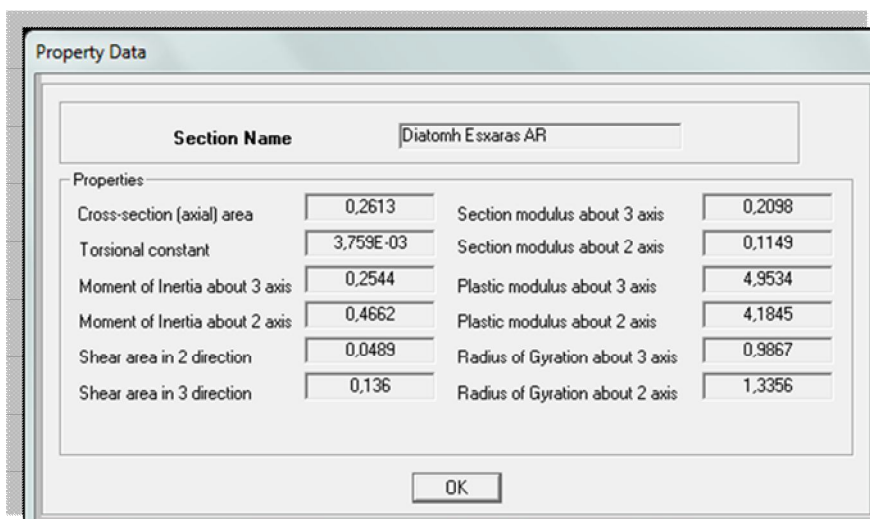 Property Data
Section Name Diatomh Esxaras AR
Properties
Cross-section (axial) area 0,2613 Section modulus about 3 axis 0,2098
Torsional constant 3,759E-03 Section modulus about 2 axis 0,1149
Moment of Inertia about 3 axis 0,2544 Plastic modulus about 3 axis 4,9534
Moment of Inertia about 2 axis 0,4662 Plastic modulus about 2 axis 4,1845
Shear area in 2 direction 0,0489 Radius of Gyration about 3 axis 0,9867
Shear area in 3 direction 0,136 Radius of Gyration about 2 axis 1,3356
OK